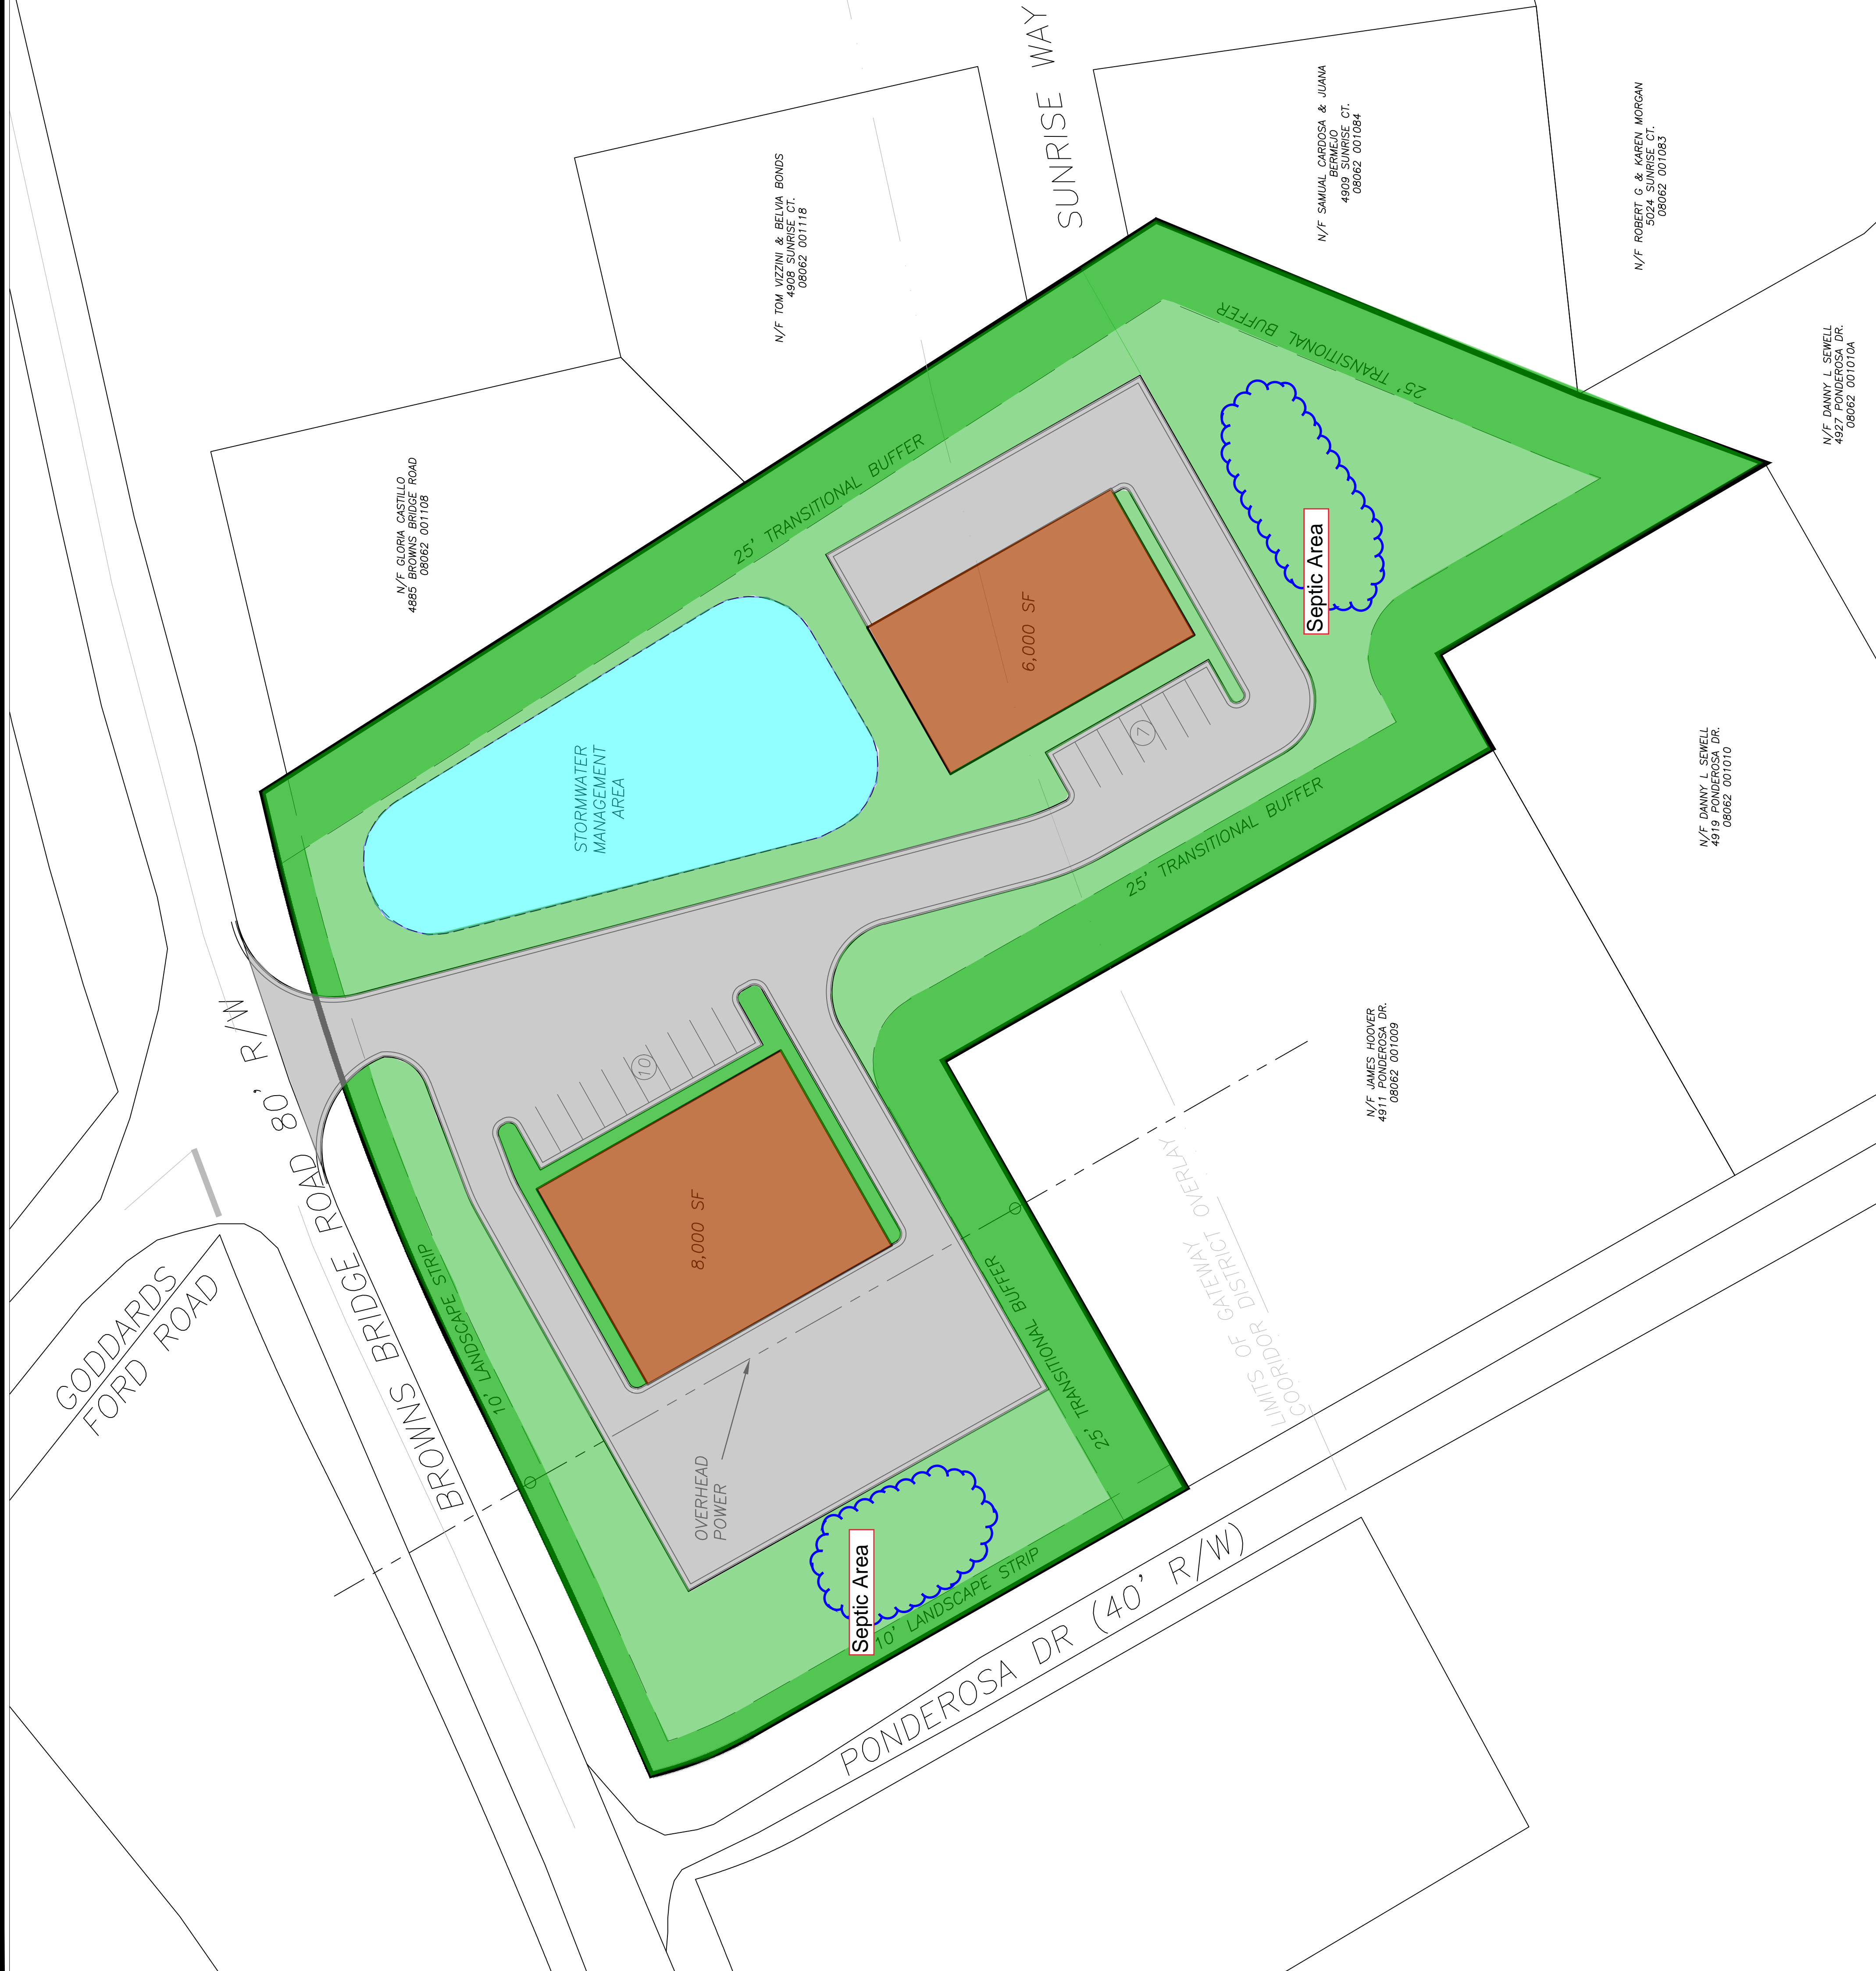 SUNRISE WAY
N/F SAMUAL CARDOSA & JUANA
BERMEJO
4909 SUNRISE CT.
08062 001084
N/F ROBERT G & KAREN MORGAN
5024 SUNRISE CT.
08062 001083
N/F TOM VIZZINI & BELVIA BONDS
4908 SUNRISE CT.
08062 001118
N/F DANNY L SEWELL
4927 PONDEROSA DR.
08062 001010A
N/F GLORIA CASTILLO
4885 BROWNS BRIDGE ROAD
08062 001108
25' TRANSITIONAL BUFFER
25' TRANSITIONAL BUFFER
Septic Area
6,000 SF
7
STORMWATER
MANAGEMENT
AREA
25' TRANSITIONAL BUFFER
N/F DANNY L SEWELL
4919 PONDEROSA DR.
08062 001010
N/F JAMES HOOVER
4911 PONDEROSA DR.
08062 001009
10
8,000 SF
BROWNS BRIDGE ROAD 80' R/W
GODDARDS
FORD ROAD
10' LANDSCAPE STRIP
25' TRANSITIONAL BUFFER
LIMITS OF GATEWAY
COORIDOR DISTRICT OVERLAY
OVERHEAD
POWER
Septic Area
10' LANDSCAPE STRIP
PONDEROSA DR (40' R/W)